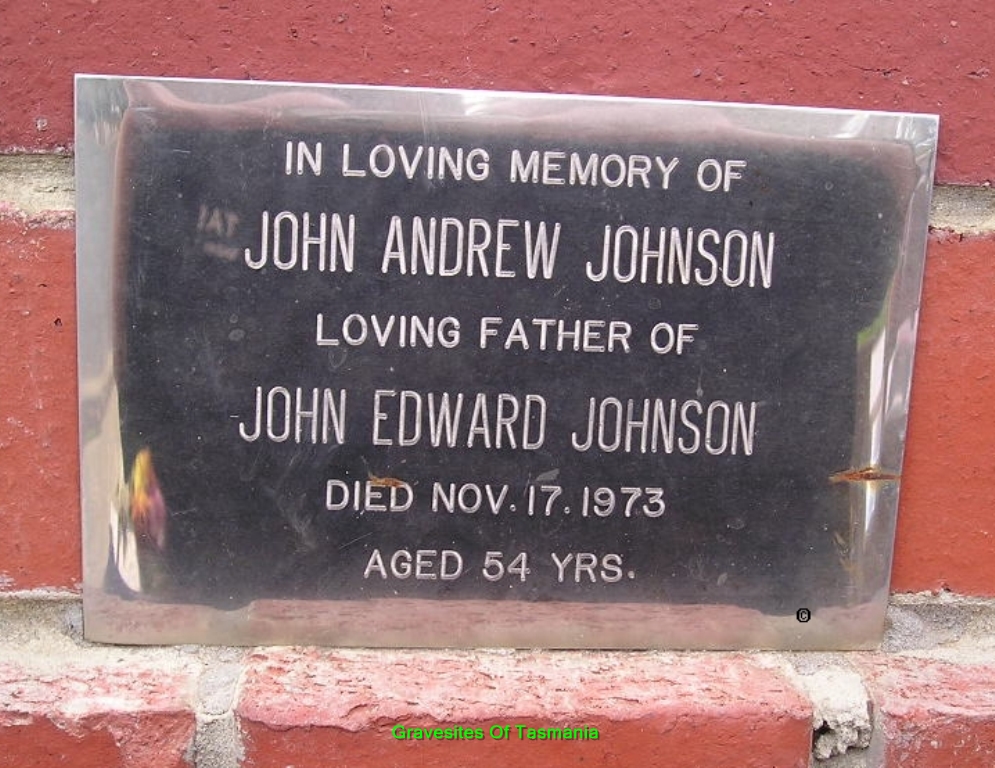 IN LOVING MEMORY OF
JOHN ANDREW JOHNSON
LOVING FATHER OF
JOHN EDWARD JOHNSON
DIED NOV. 17. 1973
AGED 54 YRS.
©
Gravesites Of Tasmania